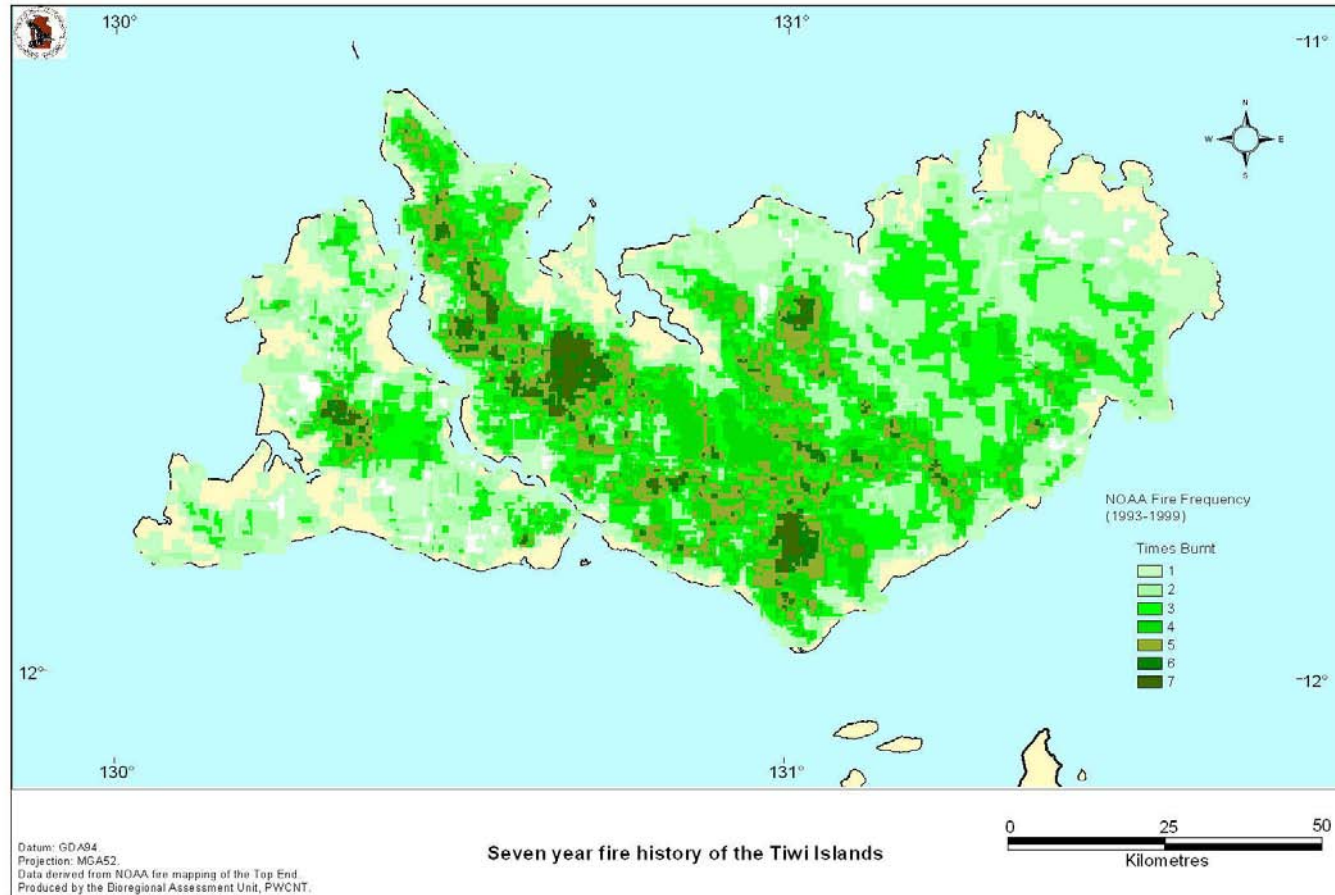 130°
131°
11°
N
W E
S
NOAA Fire Frequency
(1993-1999)
Times Burnt
1
2
3
4
5
6
7
12°
12°
130°
131°
0 25 50
Kilometres
Seven year fire history of the Tiwi Islands
Datum: GDA94.
Projection: MGA52.
Data derived from NOAA fire mapping of the Top End.
Produced by the Bioregional Assessment Unit, PWCNT.